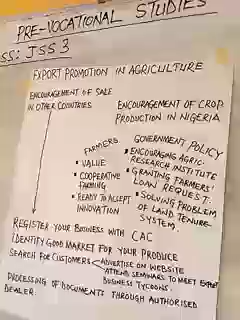 PRE-VOCATIONAL STUDIES
SS: JSS 3
EXPORT PROMOTION IN AGRICULTURE
ENCOURAGEMENT OF SALE
IN OTHER COUNTRIES
ENCOURAGEMENT OF CROP
PRODUCTION IN NIGERIA
FARMERS
• VALUE
• COOPERATIVE
FARMING
• READY TO ACCEPT
INNOVATION
GOVERNMENT POLICY
• ENCOURAGING AGRIC.
RESEARCH INSTITUTE
• GRANTING FARMERS'
LOAN REQUEST.
• SOLVING PROBLEM
OF LAND TENURE-
SYSTEM.
REGISTER YOUR BUSINESS WITH CAC
IDENTIFY GOOD MARKET FOR YOUR PRODUCE
SEARCH FOR CUSTOMERS
ADVERTISE ON WEBSITE
ATTEND SEMINARS TO MEET EXPERT
BUSINESS TYCOONS.
PROCESSING OF DOCUMENTS THROUGH AUTHORISED
DEALER.